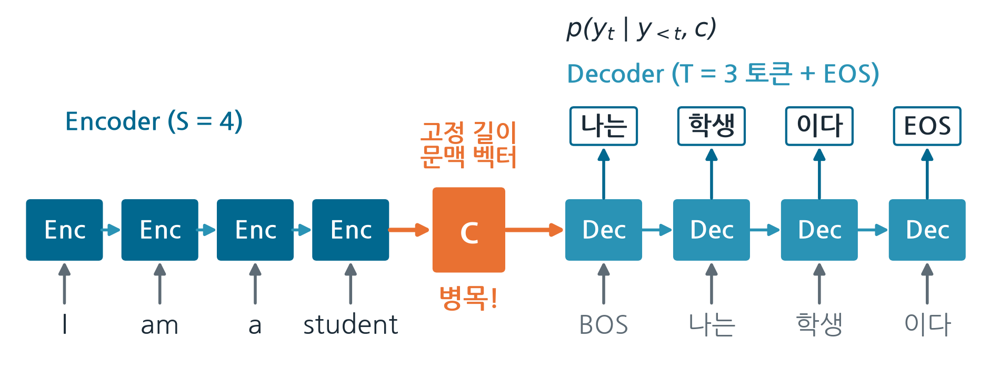 p(y_t | y_{<t}, c)
Decoder (T = 3 토큰 + EOS)
Encoder (S = 4)
고정 길이
문맥 벡터
나는 학생 이다 EOS
Enc Enc Enc Enc C Dec Dec Dec Dec
병목!
I am a student BOS 나는 학생 이다